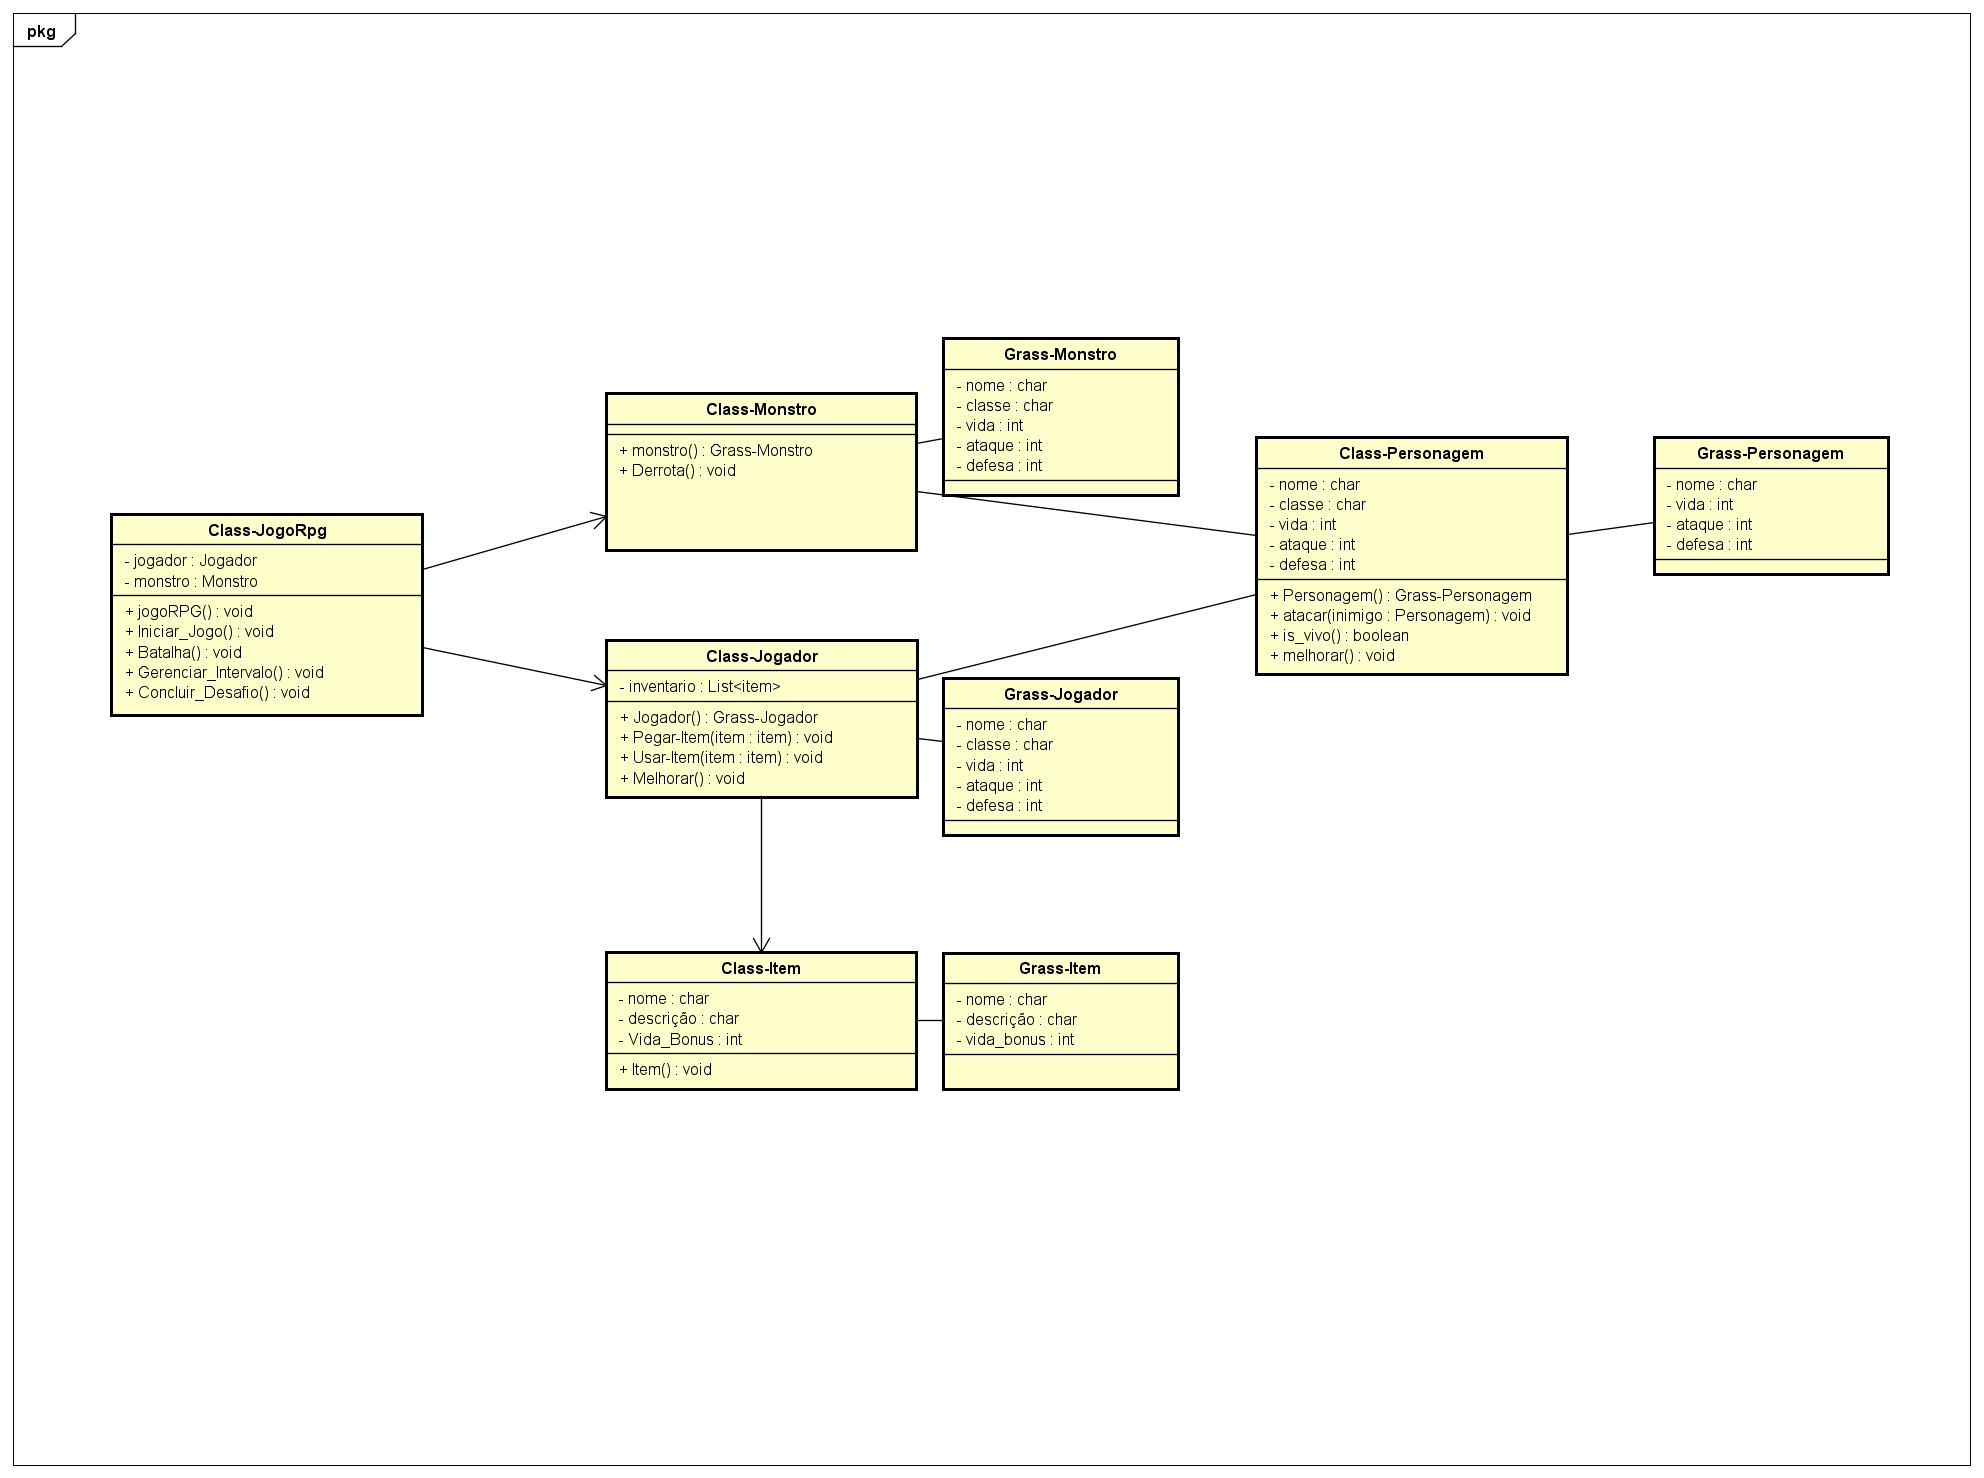 pkg
Class-JogoRpg
- jogador : Jogador
- monstro : Monstro
+ jogoRPG() : void
+ Iniciar_Jogo() : void
+ Batalha() : void
+ Gerenciar_Intervalo() : void
+ Concluir_Desafio() : void
Class-Monstro
+ monstro() : Grass-Monstro
+ Derrota() : void
Grass-Monstro
- nome : char
- classe : char
- vida : int
- ataque : int
- defesa : int
Class-Personagem
- nome : char
- classe : char
- vida : int
- ataque : int
- defesa : int
+ Personagem() : Grass-Personagem
+ atacar(inimigo : Personagem) : void
+ is_vivo() : boolean
+ melhorar() : void
Grass-Personagem
- nome : char
- vida : int
- ataque : int
- defesa : int
Class-Jogador
- inventario : List<item>
+ Jogador() : Grass-Jogador
+ Pegar-Item(item : item) : void
+ Usar-Item(item : item) : void
+ Melhorar() : void
Grass-Jogador
- nome : char
- classe : char
- vida : int
- ataque : int
- defesa : int
Class-Item
- nome : char
- descrição : char
- Vida_Bonus : int
+ Item() : void
Grass-Item
- nome : char
- descrição : char
- vida_bonus : int